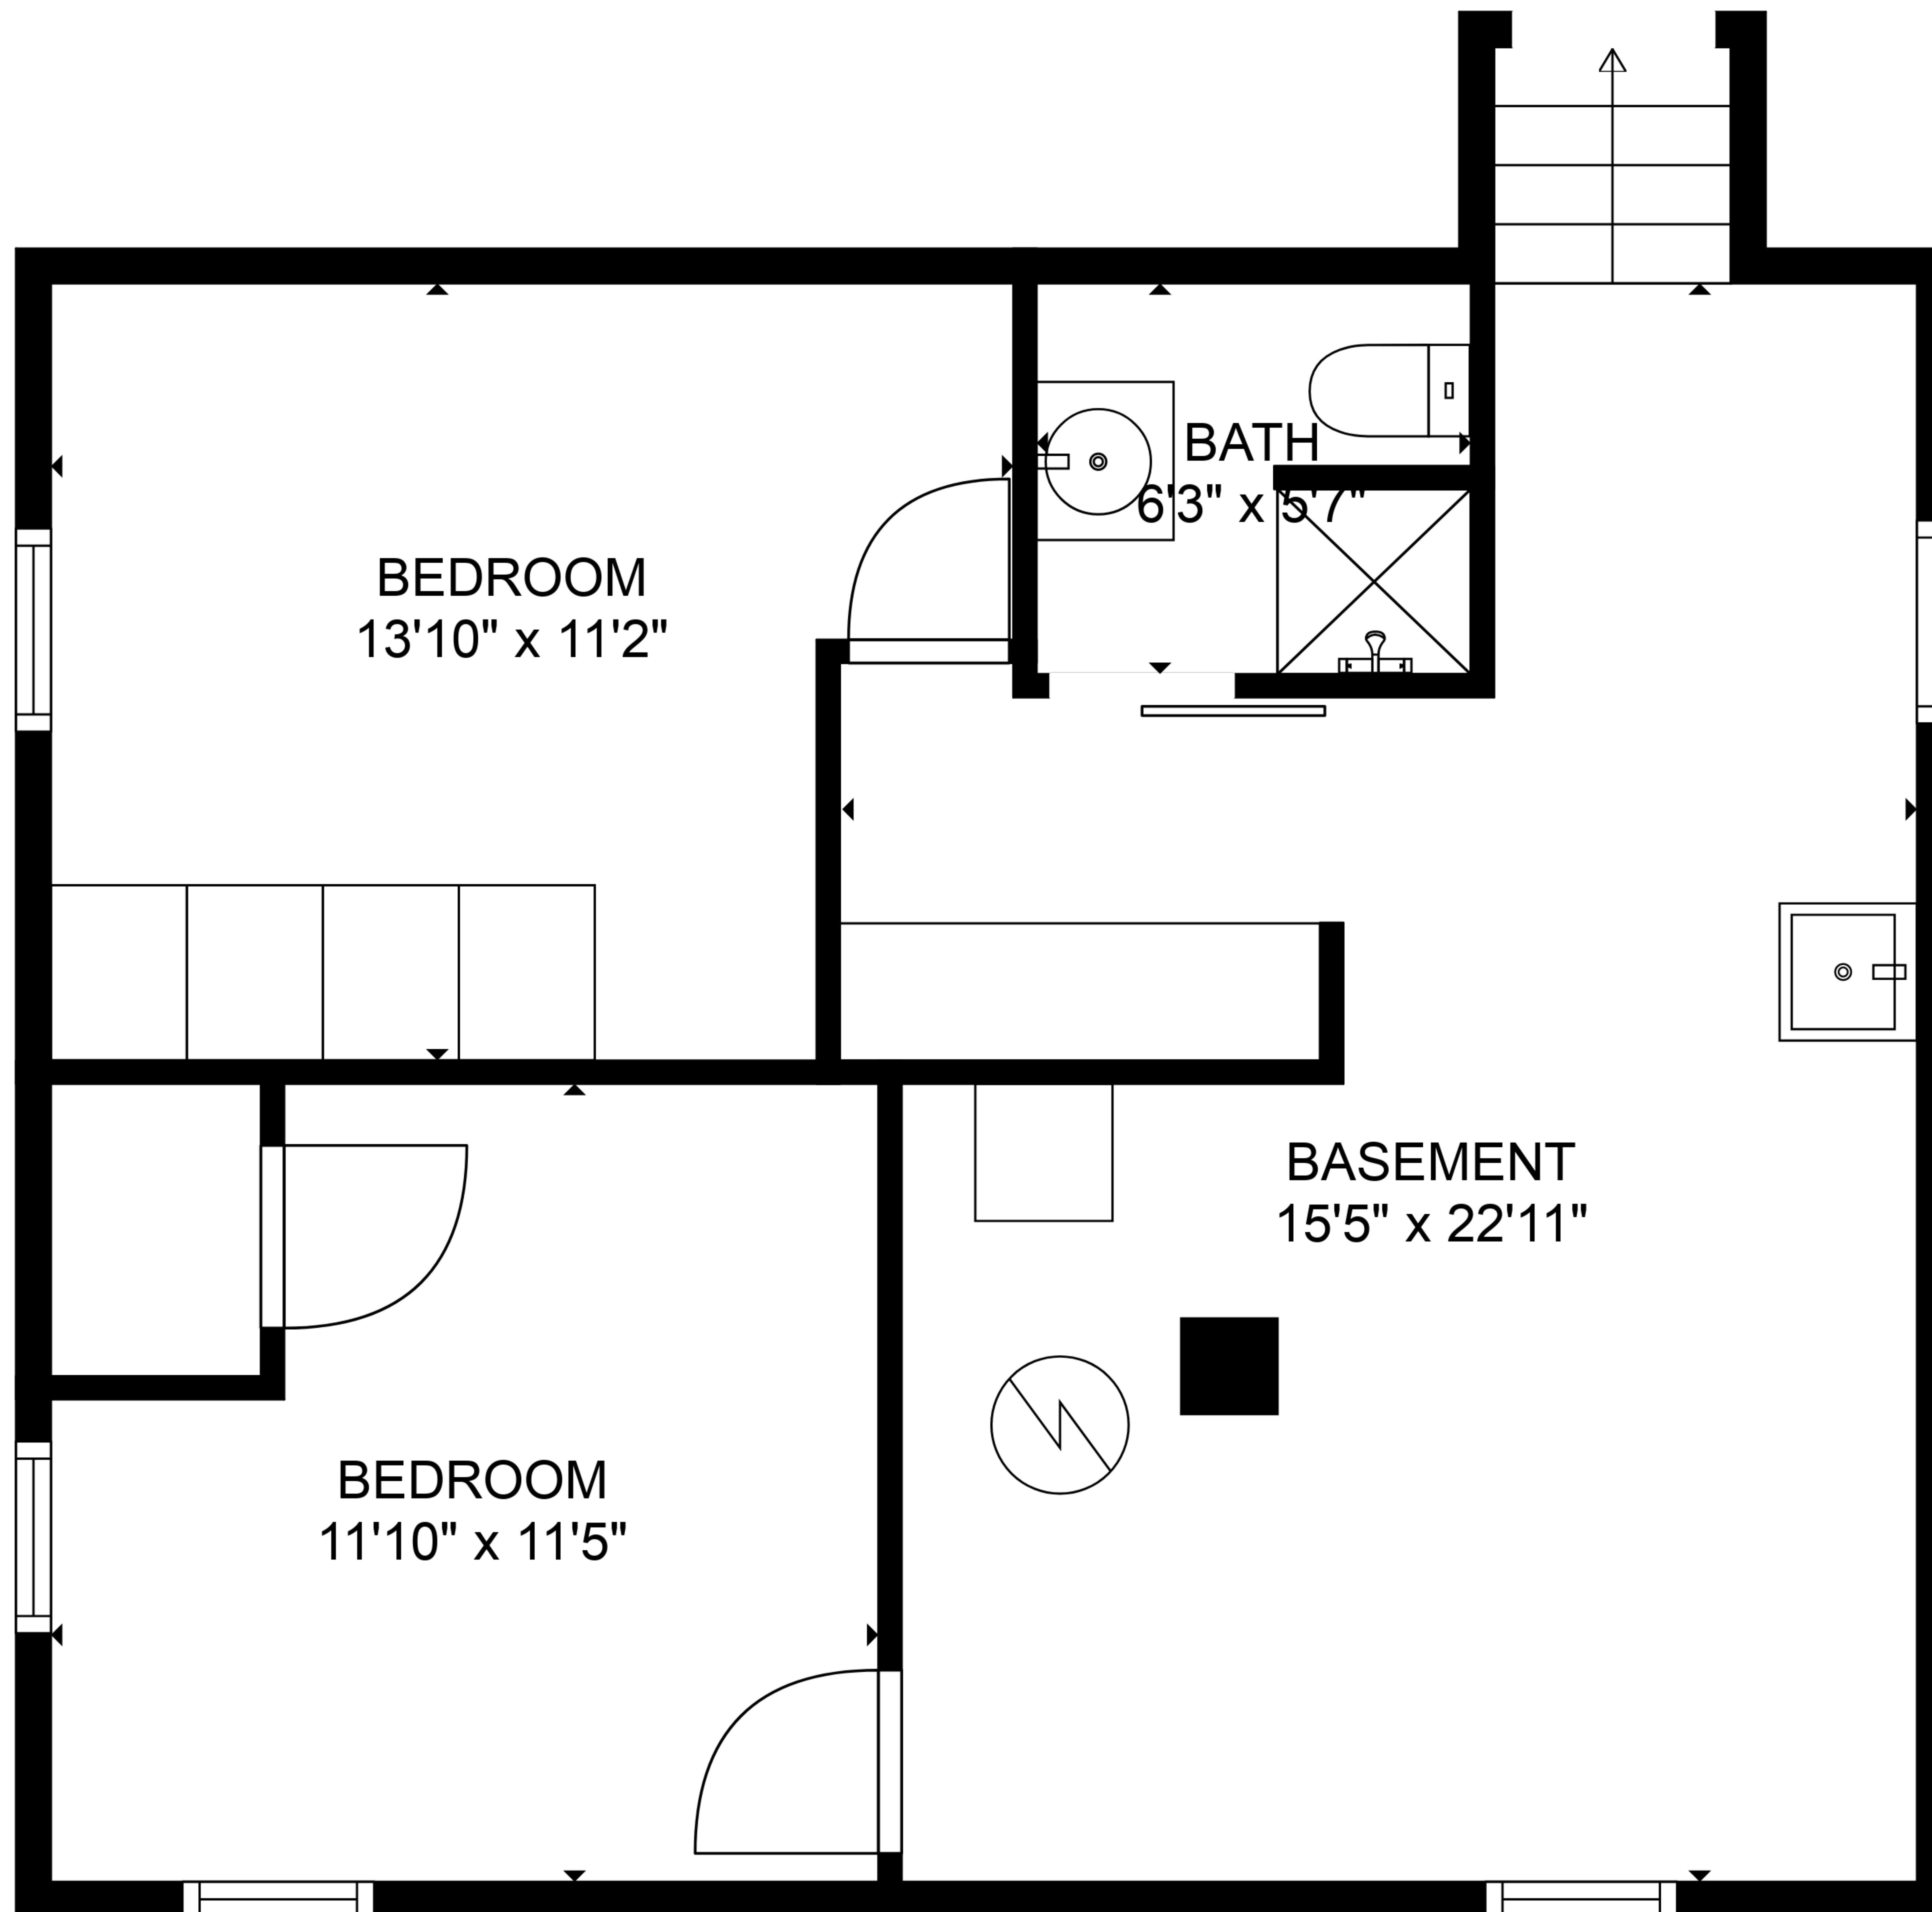 BATH
6'3" x 5'7"
BEDROOM
13'10" x 11'2"
BASEMENT
15'5" x 22'11"
BEDROOM
11'10" x 11'5"